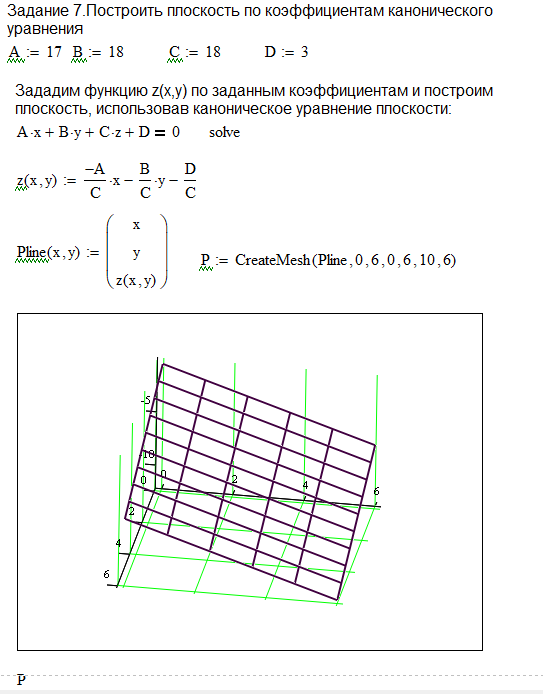 Задание 7.Построить плоскость по коэффициентам канонического
уравнения
A := 17 B := 18 C := 18 D := 3
Зададим функцию z(x,y) по заданным коэффициентам и построим
плоскость, использовав каноническое уравнение плоскости:
A·x + B·y + C·z + D = 0 solve
z(x,y) := −A/C ·x − B/C ·y − D/C
Pline(x,y) := ( x
y
z(x,y) )
P := CreateMesh(Pline,0,6,0,6,10,6)
-5
-10
0 0
2
4
6
2
4
6
P